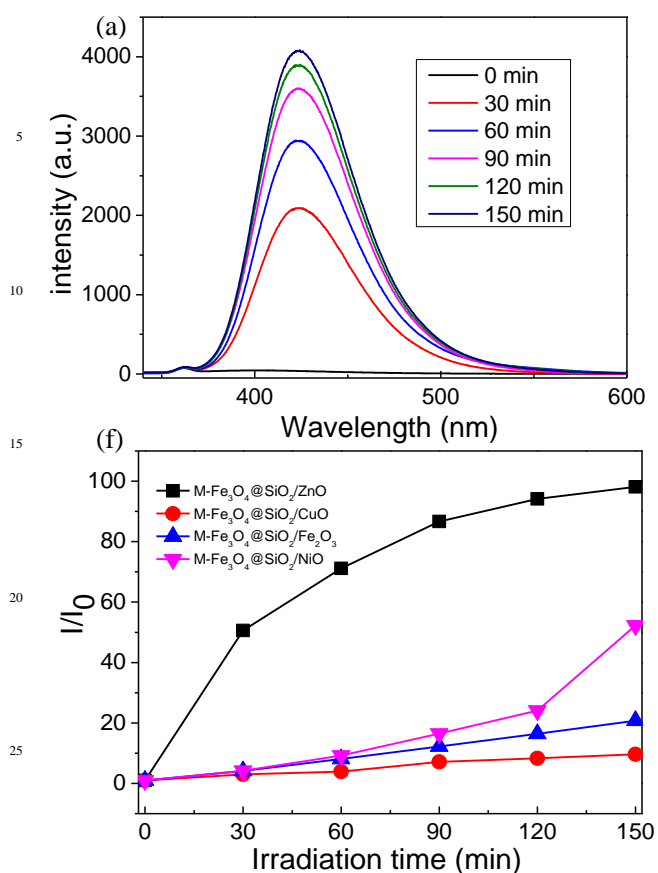 (a)
4000
3000
2000
1000
0
intensity (a.u.)
0 min
30 min
60 min
90 min
120 min
150 min
400
500
600
Wavelength (nm)
5
10
15
20
25
(f)
100
80
60
40
20
0
I/I₀
M-Fe₃O₄@SiO₂/ZnO
M-Fe₃O₄@SiO₂/CuO
M-Fe₃O₄@SiO₂/Fe₂O₃
M-Fe₃O₄@SiO₂/NiO
0
30
60
90
120
150
Irradiation time (min)